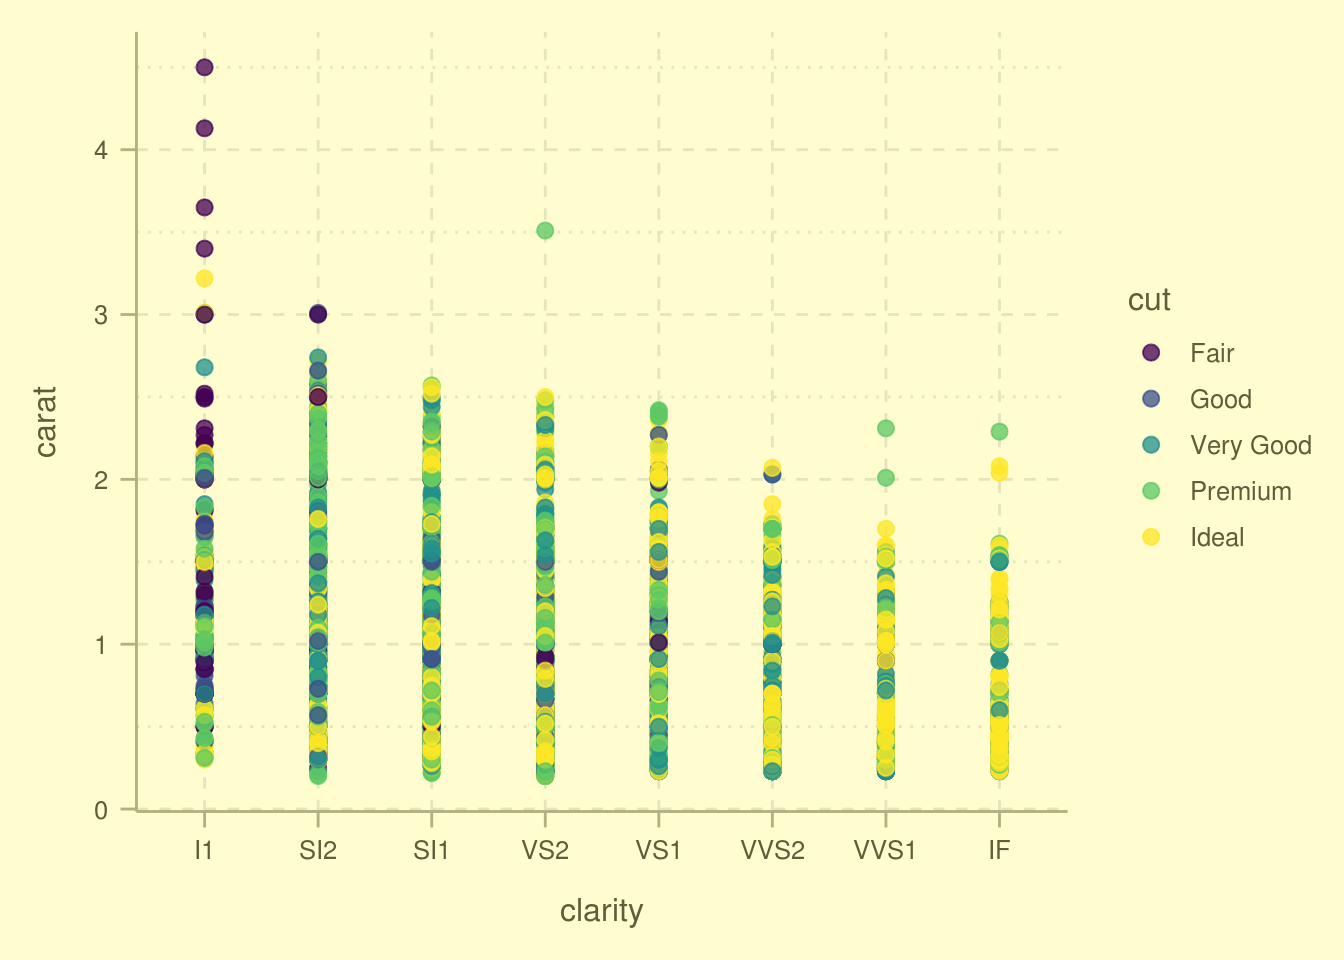 4
3
2
1
0
carat
I1 SI2 SI1 VS2 VS1 VVS2 VVS1 IF
clarity
cut
Fair
Good
Very Good
Premium
Ideal